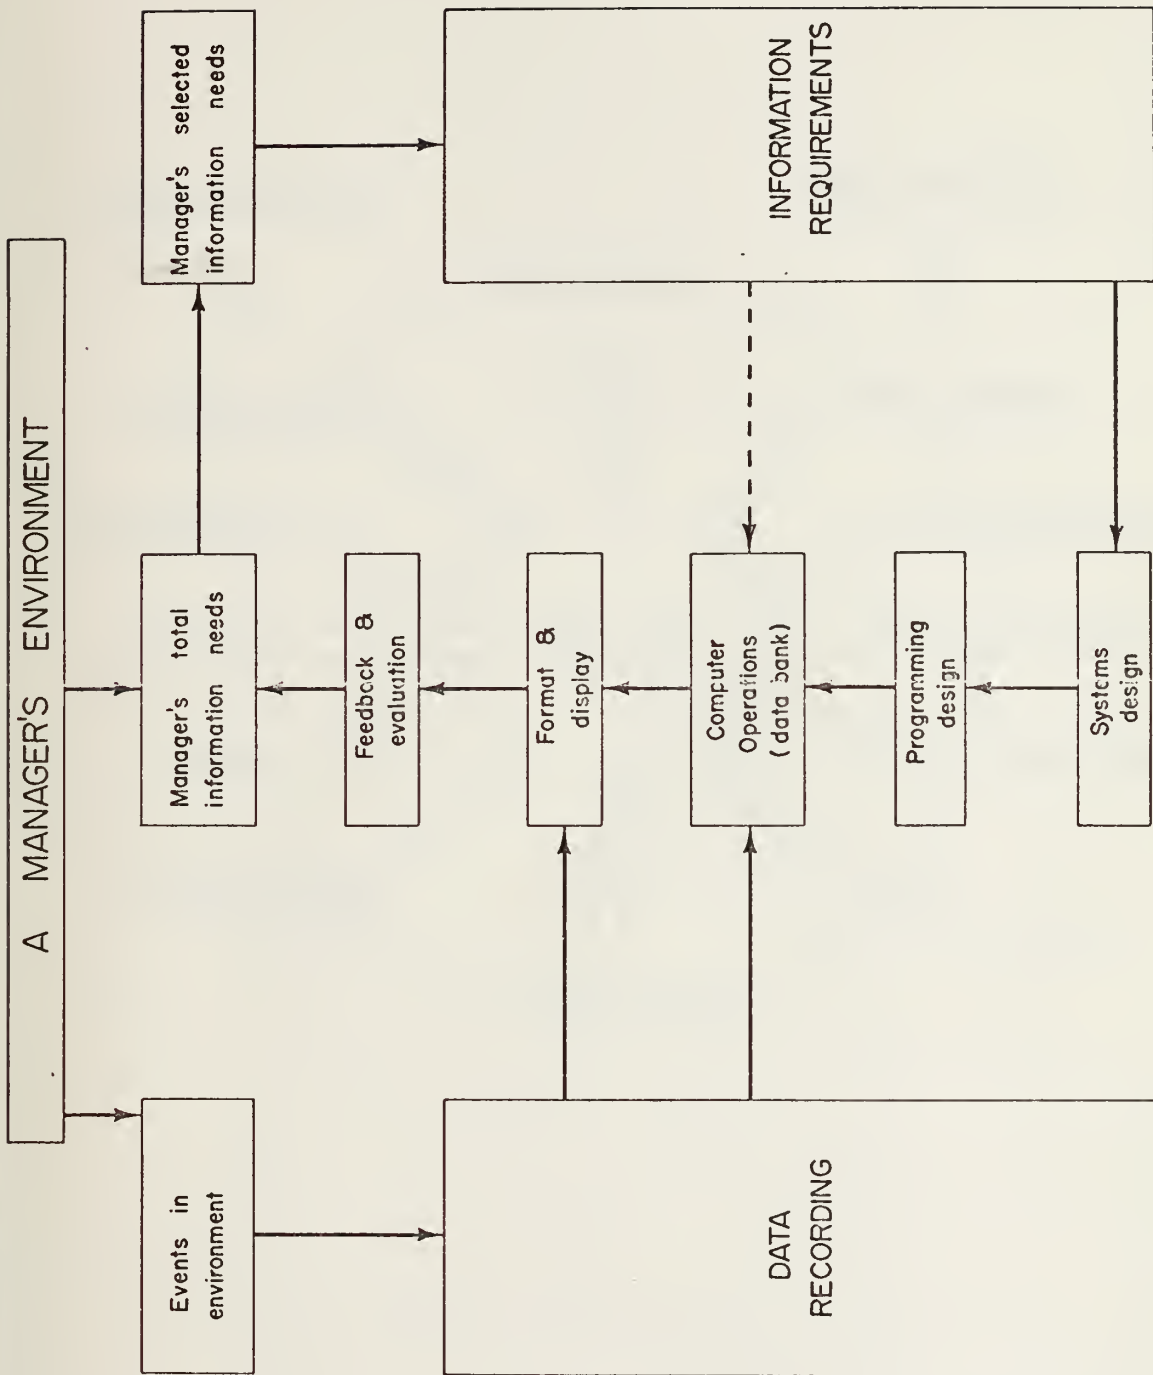 A MANAGER'S ENVIRONMENT
Events in
environment
Manager's total
information needs
Manager's selected
information needs
Feedback &
evaluation
Format &
display
Computer
Operations
(data bank)
Programming
design
Systems
design
DATA
RECORDING
INFORMATION
REQUIREMENTS